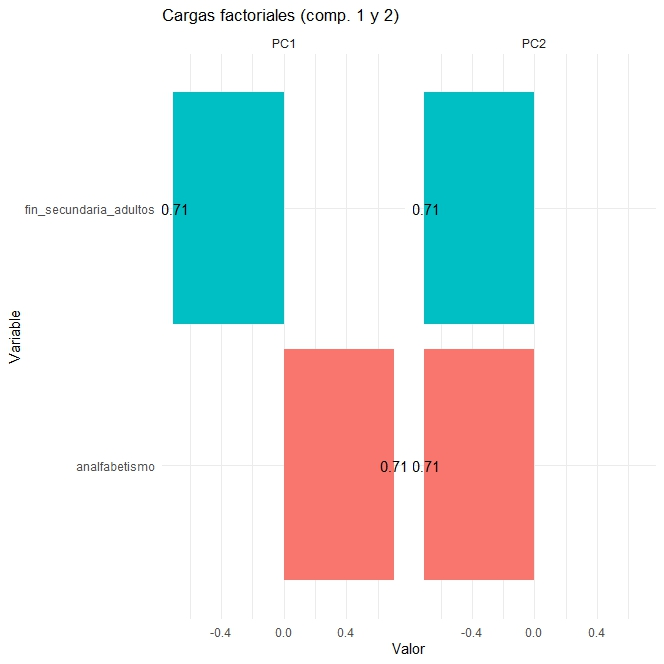 Cargas factoriales (comp. 1 y 2)
PC1
PC2
fin_secundaria_adultos
0.71
0.71
Variable
analfabetismo
0.71
0.71
-0.4
0.0
0.4
-0.4
0.0
0.4
Valor